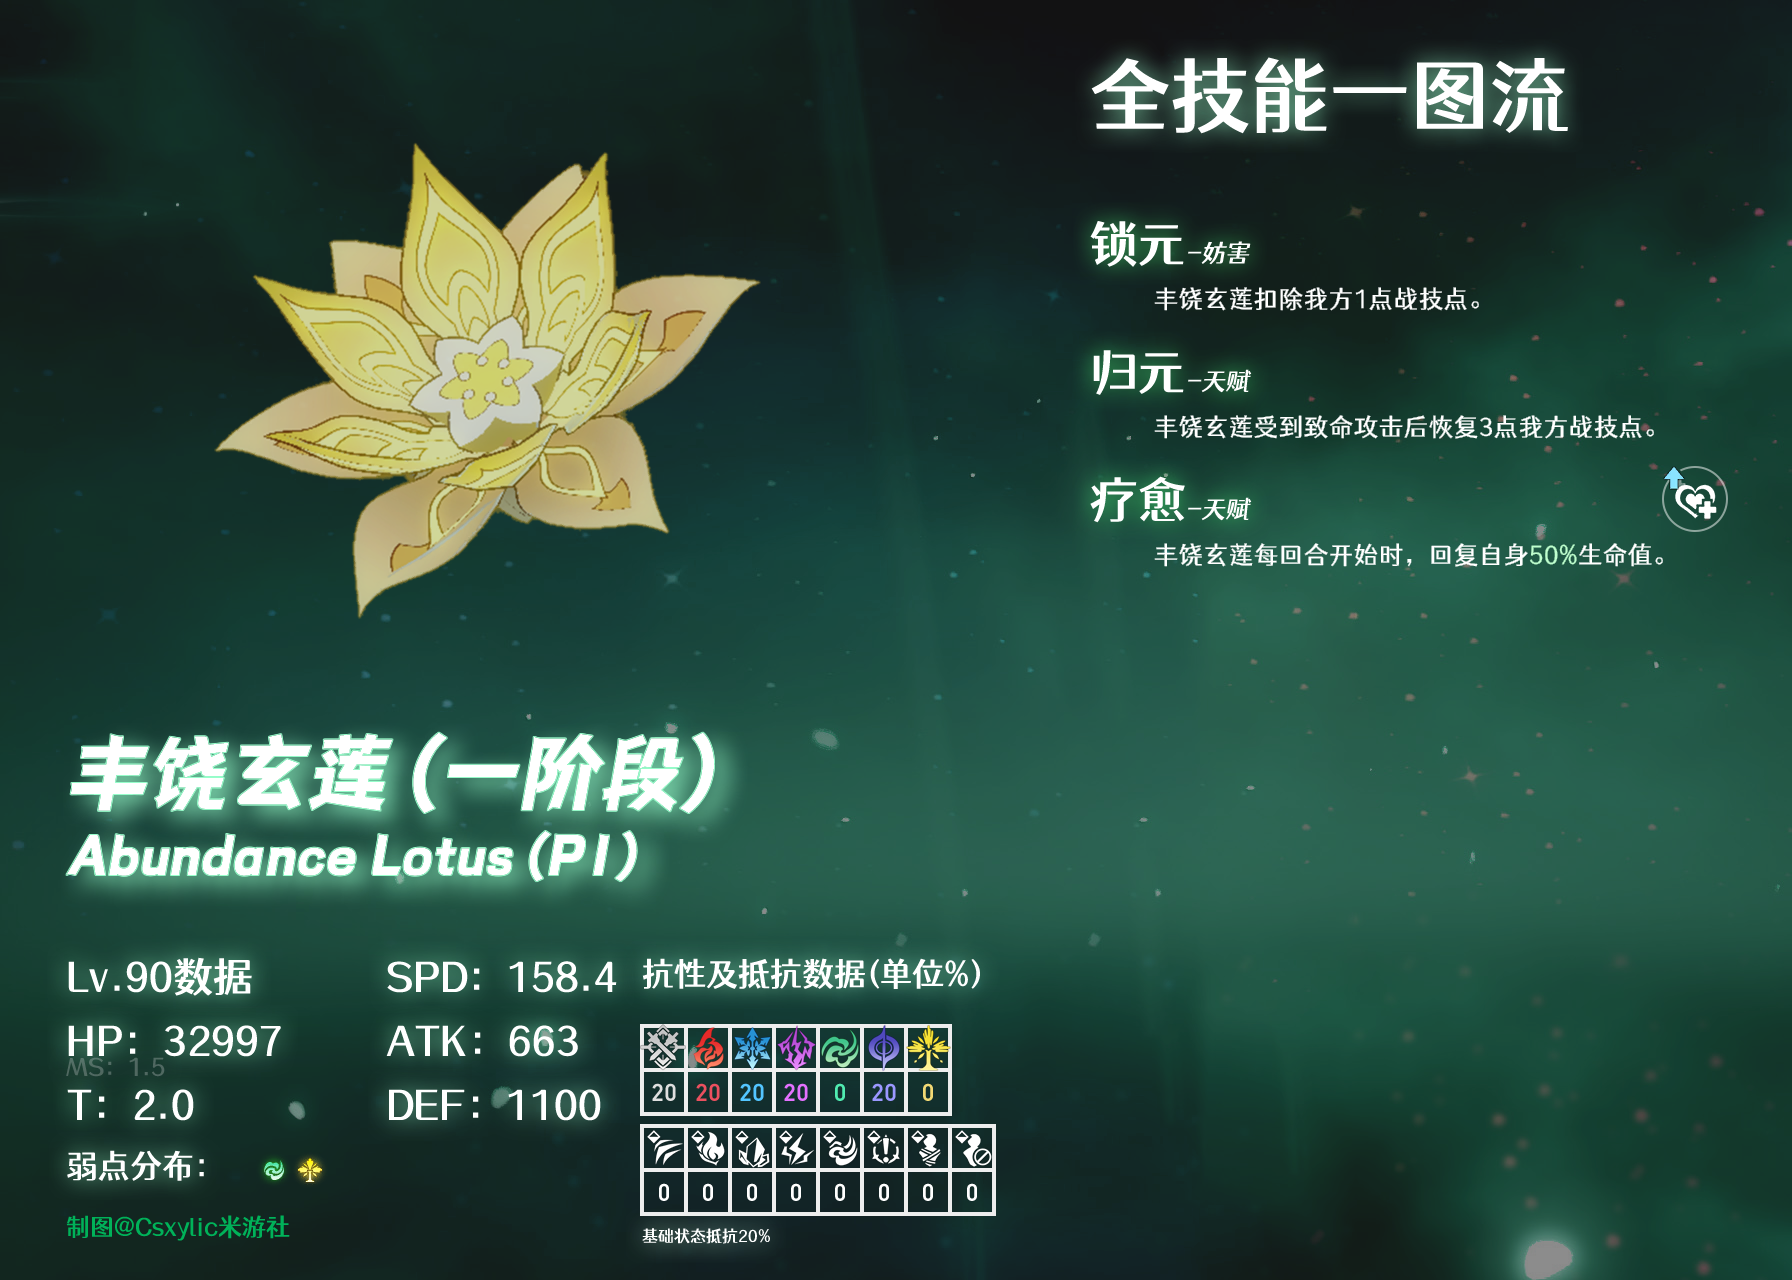 全技能一图流
锁元-妨害
丰饶玄莲扣除我方1点战技点。
归元-天赋
丰饶玄莲受到致命攻击后恢复3点我方战技点。
疗愈-天赋
丰饶玄莲每回合开始时，回复自身50%生命值。
丰饶玄莲（一阶段）
Abundance Lotus (P1)
Lv.90数据
SPD: 158.4
HP: 32997
ATK: 663
MS: 1.5
T: 2.0
DEF: 1100
弱点分布:
制图@Csxylic米游社
抗性及抵抗数据(单位%)
20 20 20 20 0 20 0
0 0 0 0 0 0 0 0
基础状态抵抗20%